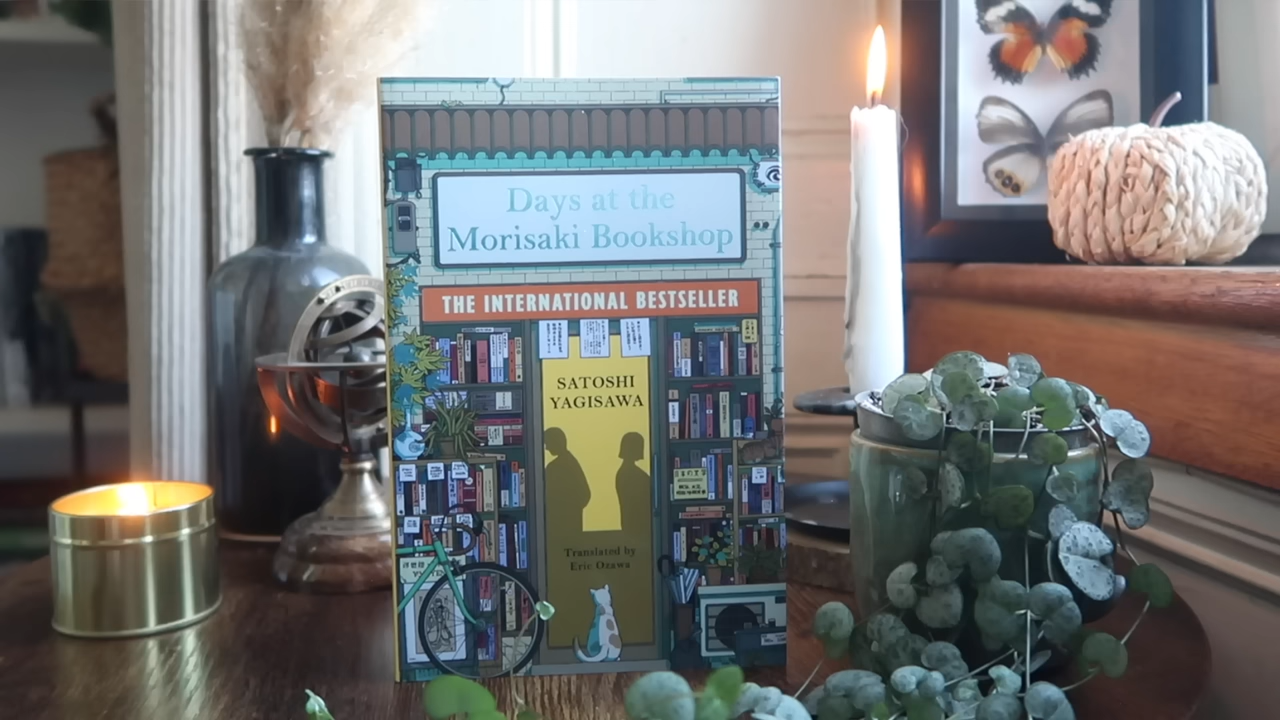 Days at the
Morisaki Bookshop
THE INTERNATIONAL BESTSELLER
SATOSHI
YAGISAWA
Translated by
Eric Ozawa